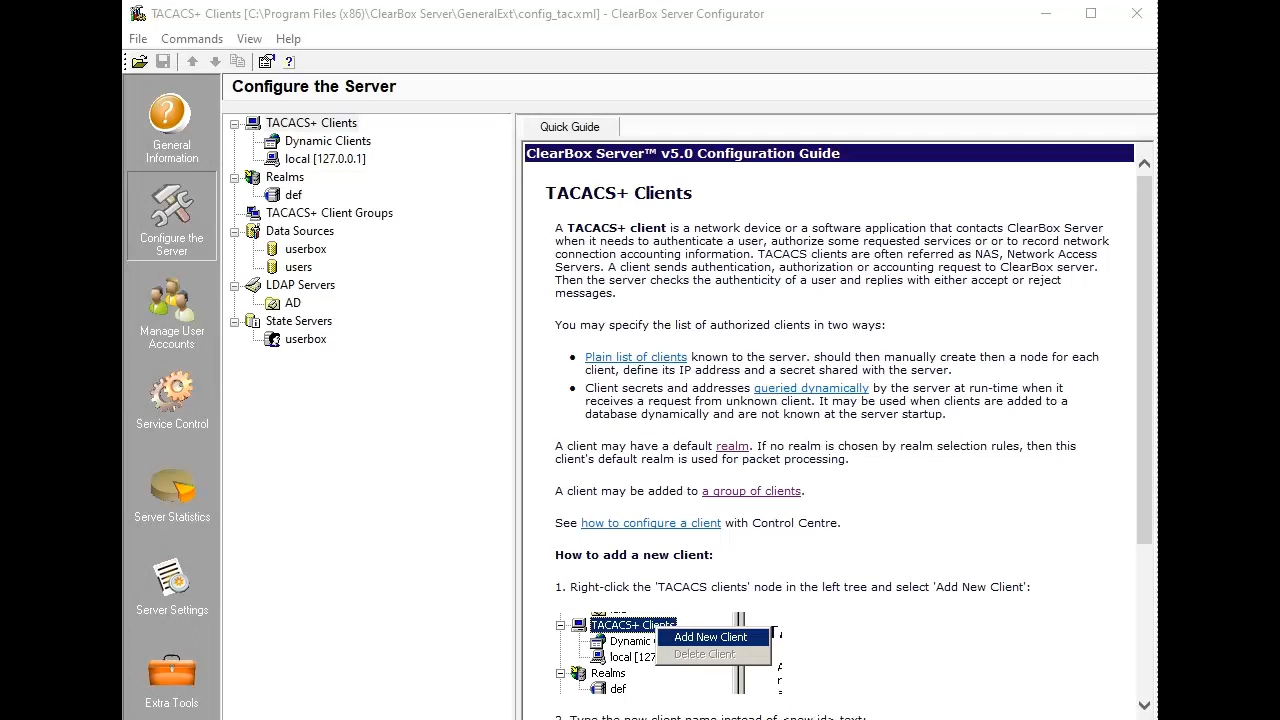 TACACS+ Clients [C:\Program Files (x86)\ClearBox Server\GeneralExt\config_tac.xml] - ClearBox Server Configurator
File Commands View Help
Configure the Server
General
Information
Configure the
Server
Manage User
Accounts
Service Control
Server Statistics
Server Settings
Extra Tools
TACACS+ Clients
Dynamic Clients
local [127.0.0.1]
Realms
def
TACACS+ Client Groups
Data Sources
userbox
users
LDAP Servers
AD
State Servers
userbox
Quick Guide
ClearBox Server™ v5.0 Configuration Guide
TACACS+ Clients
A TACACS+ client is a network device or a software application that contacts ClearBox Server
when it needs to authenticate a user, authorize some requested services or or to record network
connection accounting information. TACACS clients are often referred as NAS, Network Access
Servers. A client sends authentication, authorization or accounting request to ClearBox server.
Then the server checks the authenticity of a user and replies with either accept or reject
messages.
You may specify the list of authorized clients in two ways:
• Plain list of clients known to the server. should then manually create then a node for each
client, define its IP address and a secret shared with the server.
• Client secrets and addresses queried dynamically by the server at run-time when it
receives a request from unknown client. It may be used when clients are added to a
database dynamically and are not known at the server startup.
A client may have a default realm. If no realm is chosen by realm selection rules, then this
client's default realm is used for packet processing.
A client may be added to a group of clients.
See how to configure a client with Control Centre.
How to add a new client:
1. Right-click the 'TACACS clients' node in the left tree and select 'Add New Client':
TACACS+ Clients
Add New Client
Dynamic
Delete Client
local [127
Realms
def
2. Type the new client name instead of <new id> text: